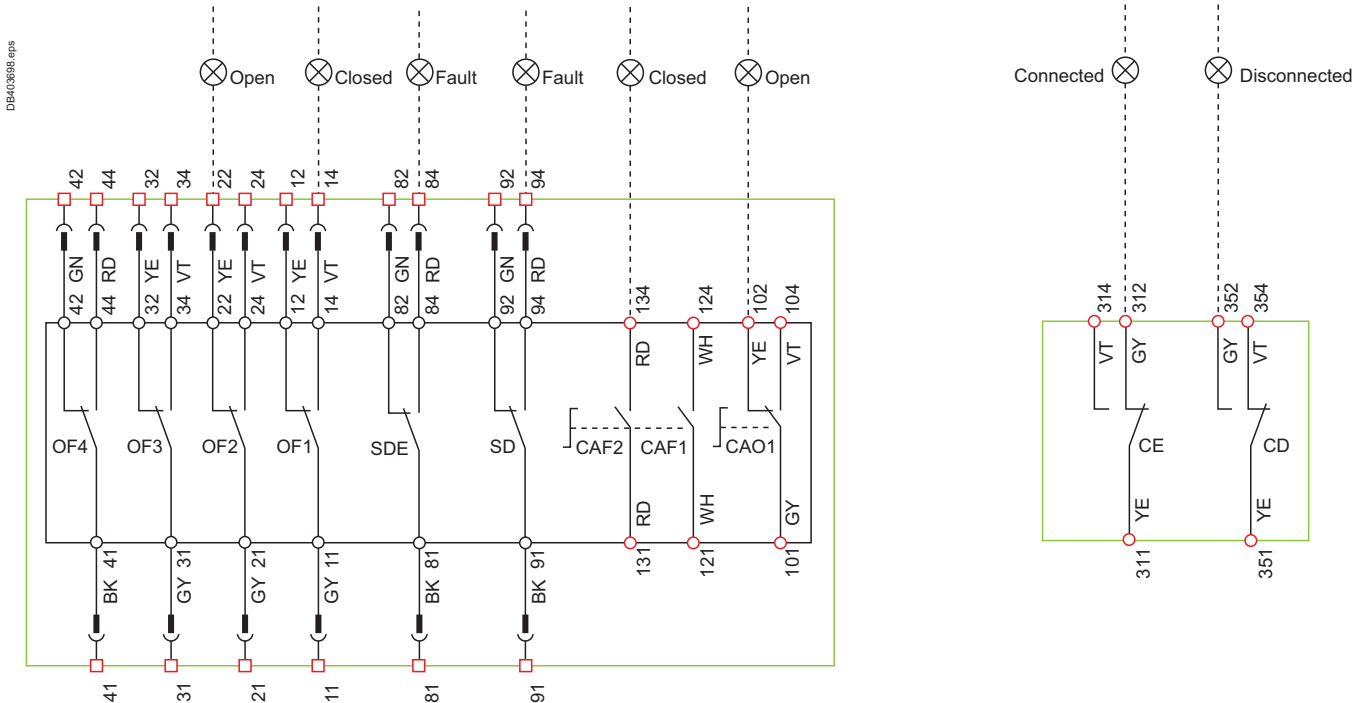 DB403698.eps
Open Closed Fault Fault Closed Open
Connected Disconnected
42 44 32 34 22 24 12 14 82 84 92 94
GN RD YE VT YE VT YE VT GN RD GN RD
42 44 32 34 22 24 12 14 82 84 92 94 134 124 102 104
314 312 352 354
RD WH YE VT
VT GY GY VT
OF4 OF3 OF2 OF1 SDE SD CAF2 CAF1 CAO1
CE CD
RD WH GY
YE YE
41 31 21 11 81 91 131 121 101
311 351
BK GY GY GY BK BK
41 31 21 11 81 91